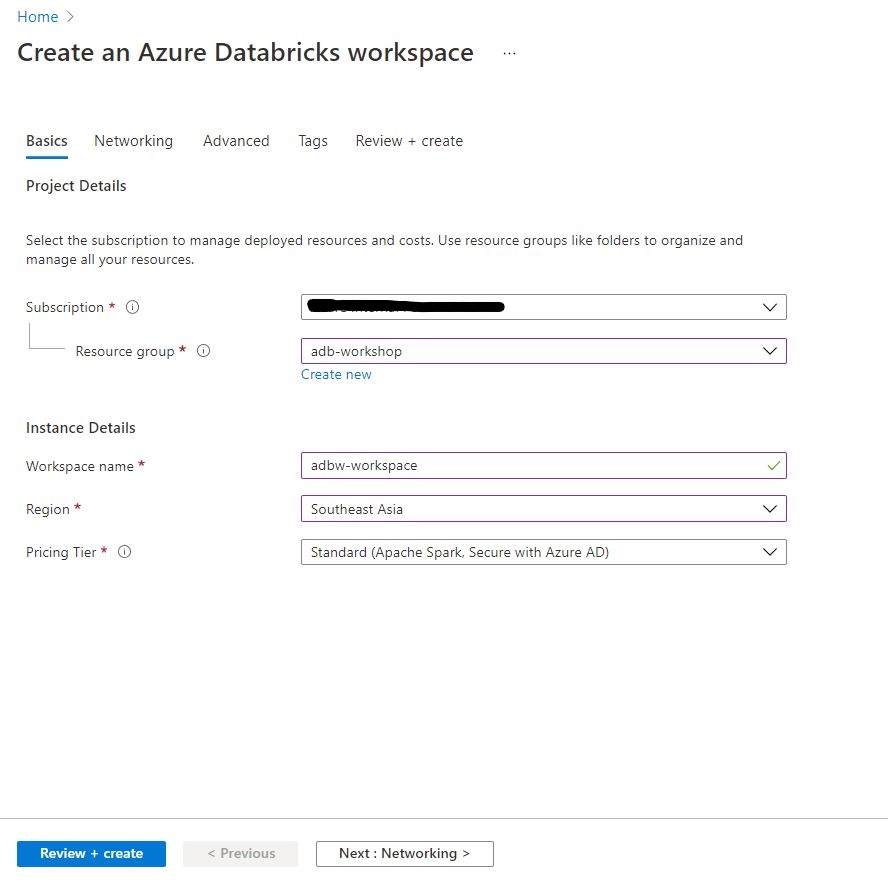 Home >
Create an Azure Databricks workspace ...
Basics Networking Advanced Tags Review + create
Project Details
Select the subscription to manage deployed resources and costs. Use resource groups like folders to organize and
manage all your resources.
Subscription *
Resource group * adb-workshop
Create new
Instance Details
Workspace name * adbw-workspace
Region * Southeast Asia
Pricing Tier * Standard (Apache Spark, Secure with Azure AD)
Review + create < Previous Next : Networking >